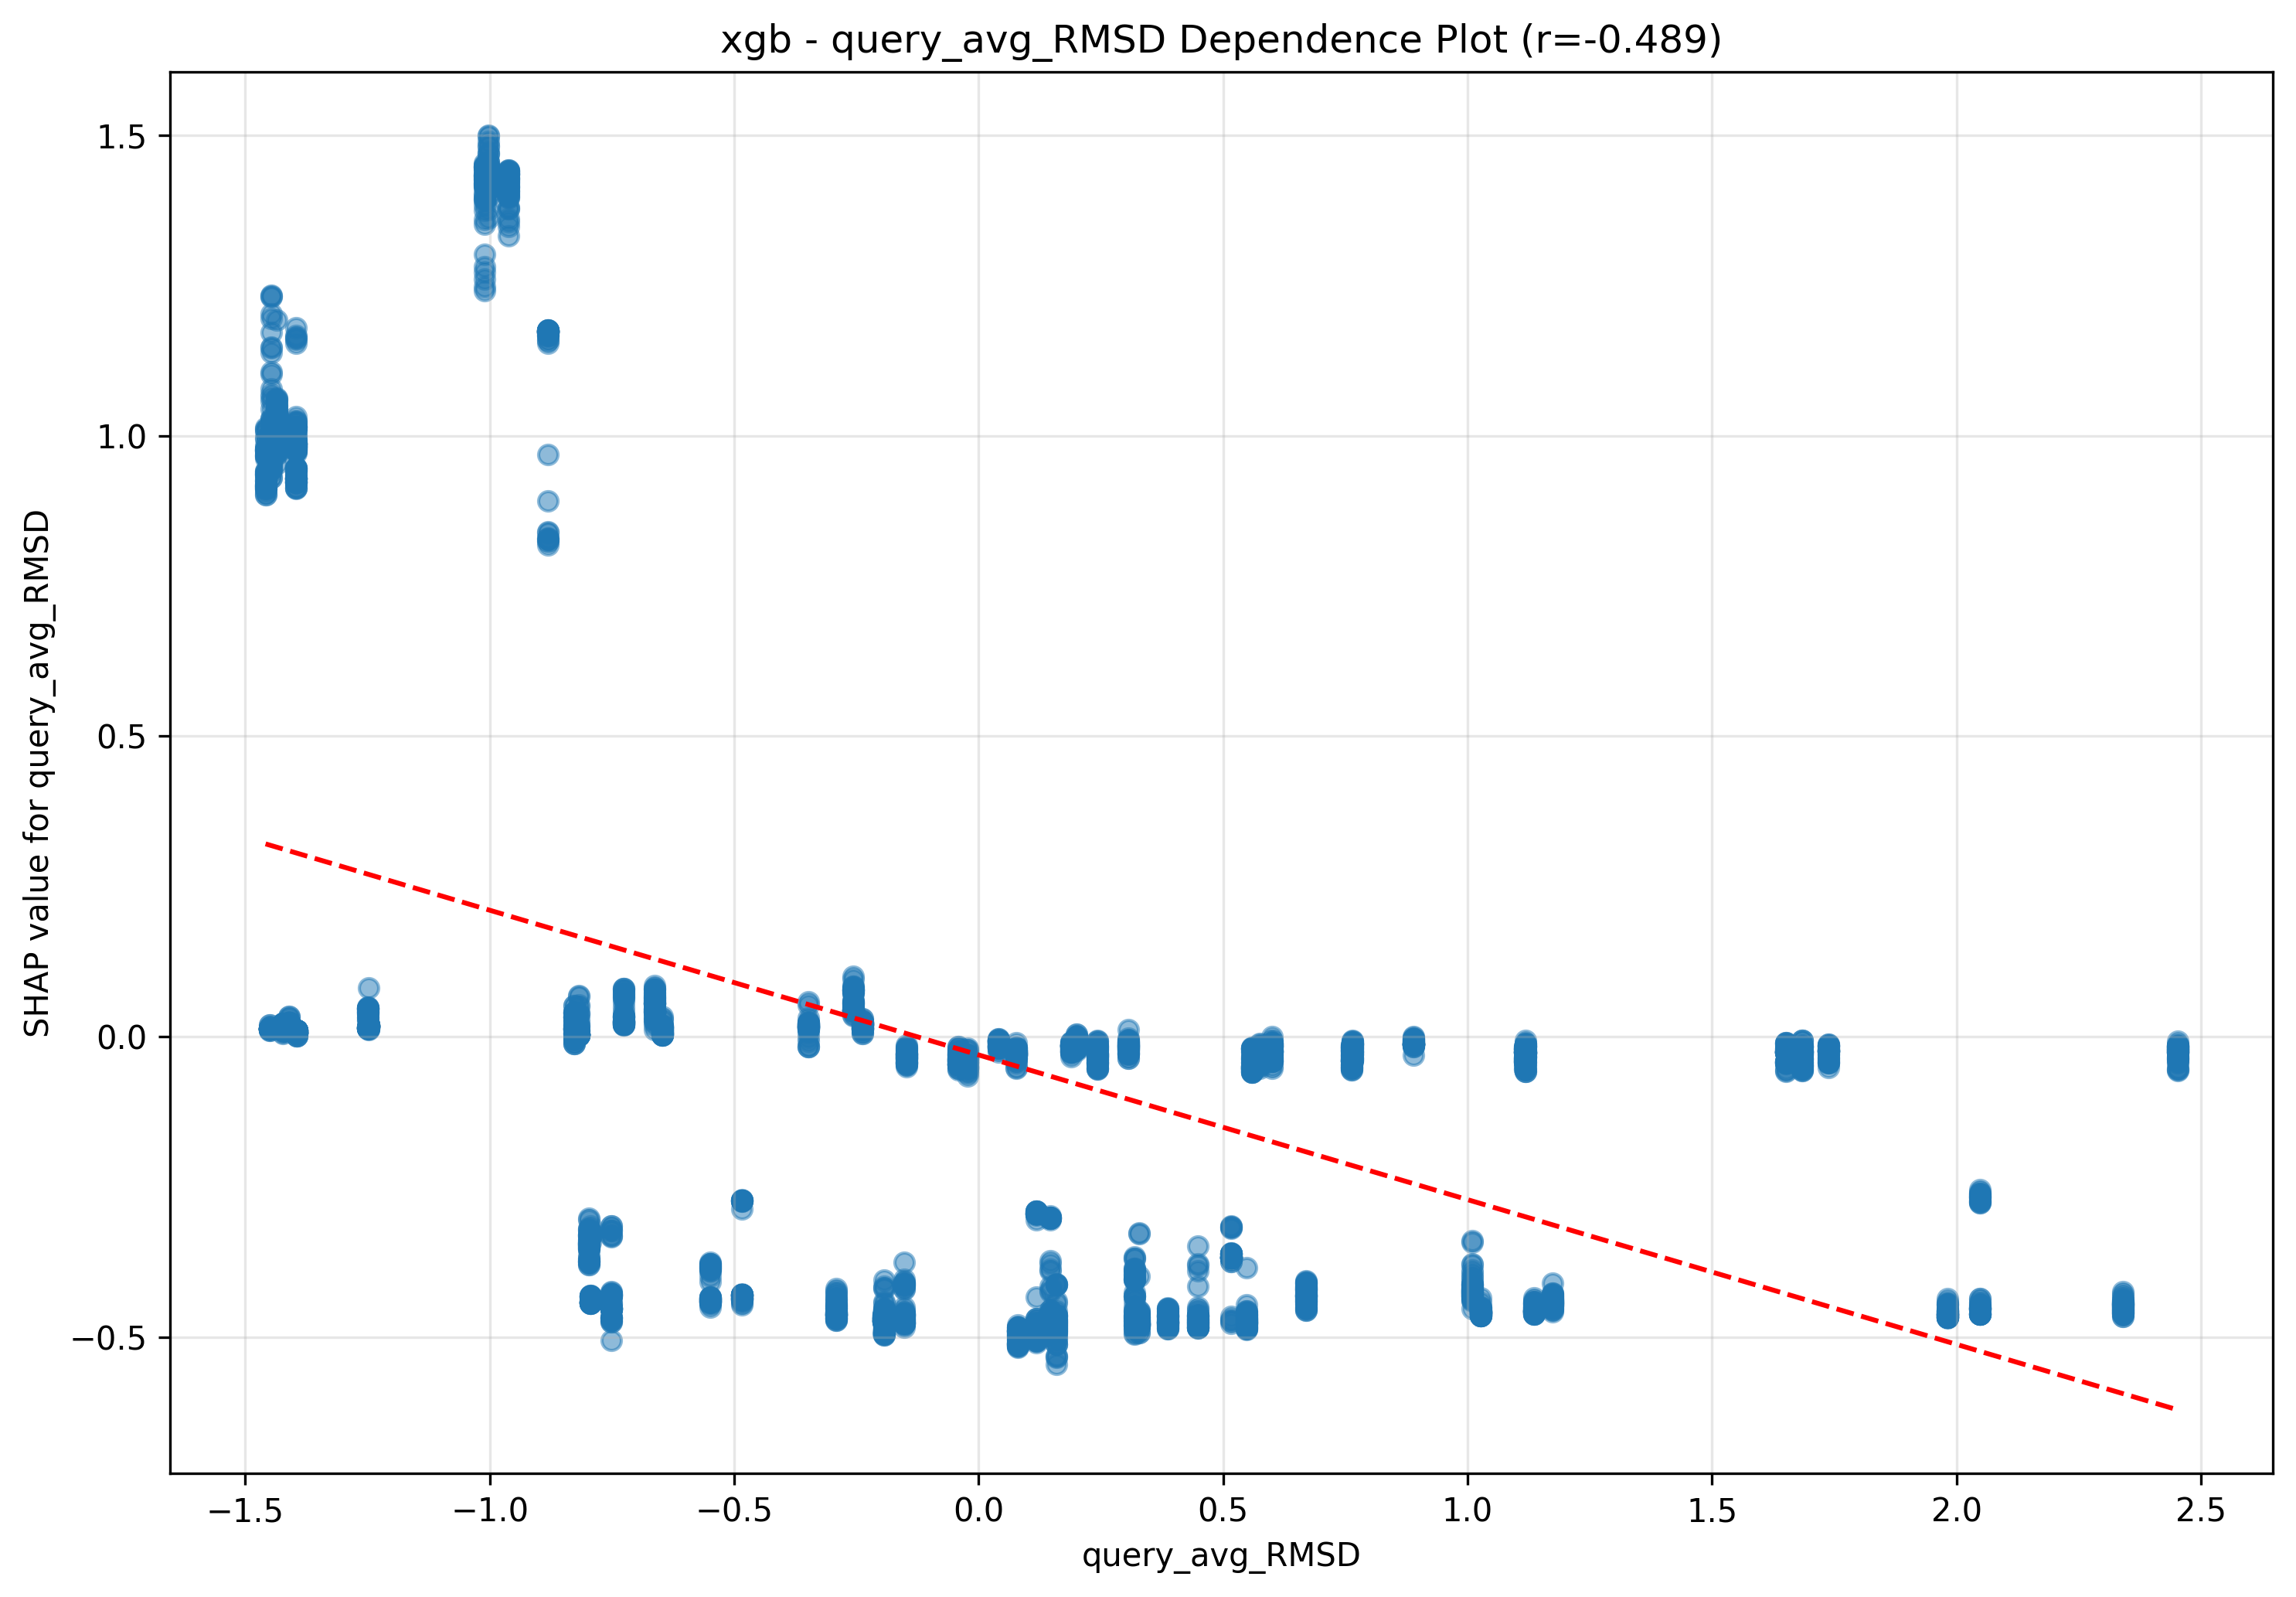 xgb - query_avg_RMSD Dependence Plot (r=-0.489)
SHAP value for query_avg_RMSD
1.5
1.0
0.5
0.0
−0.5
−1.5 −1.0 −0.5 0.0 0.5 1.0 1.5 2.0 2.5
query_avg_RMSD